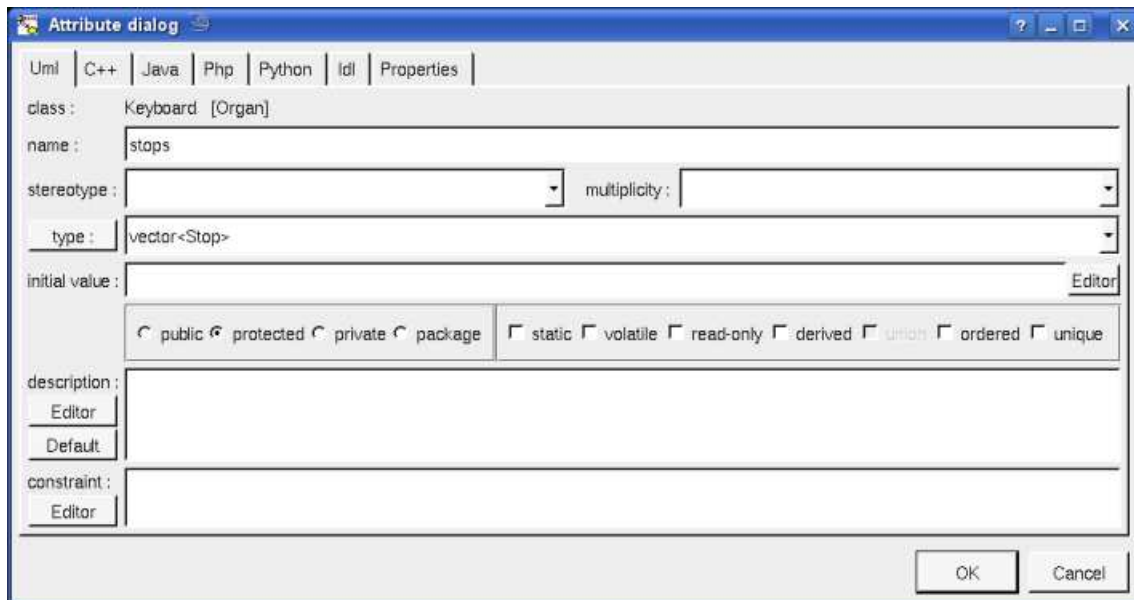 Attribute dialog
Uml C++ Java Php Python Idl Properties
class : Keyboard [Organ]
name : stops
stereotype : multiplicity :
type : vector<Stop>
initial value : Editor
public protected private package static volatile read-only derived union ordered unique
description :
Editor
Default
constraint :
Editor
OK Cancel